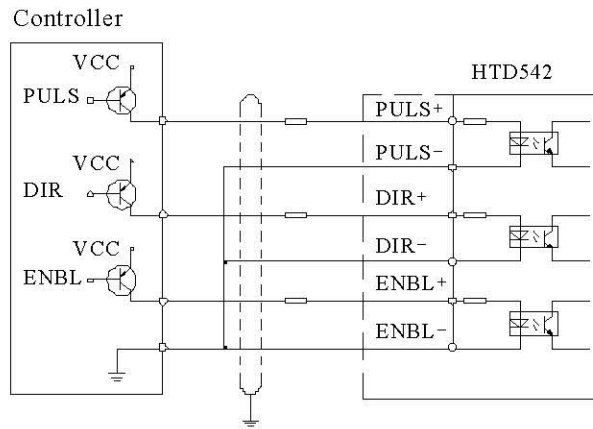 Controller
VCC
HTD542
PULS
PULS+
PULS-
VCC
DIR
DIR+
DIR-
VCC
ENBL
ENBL+
ENBL-